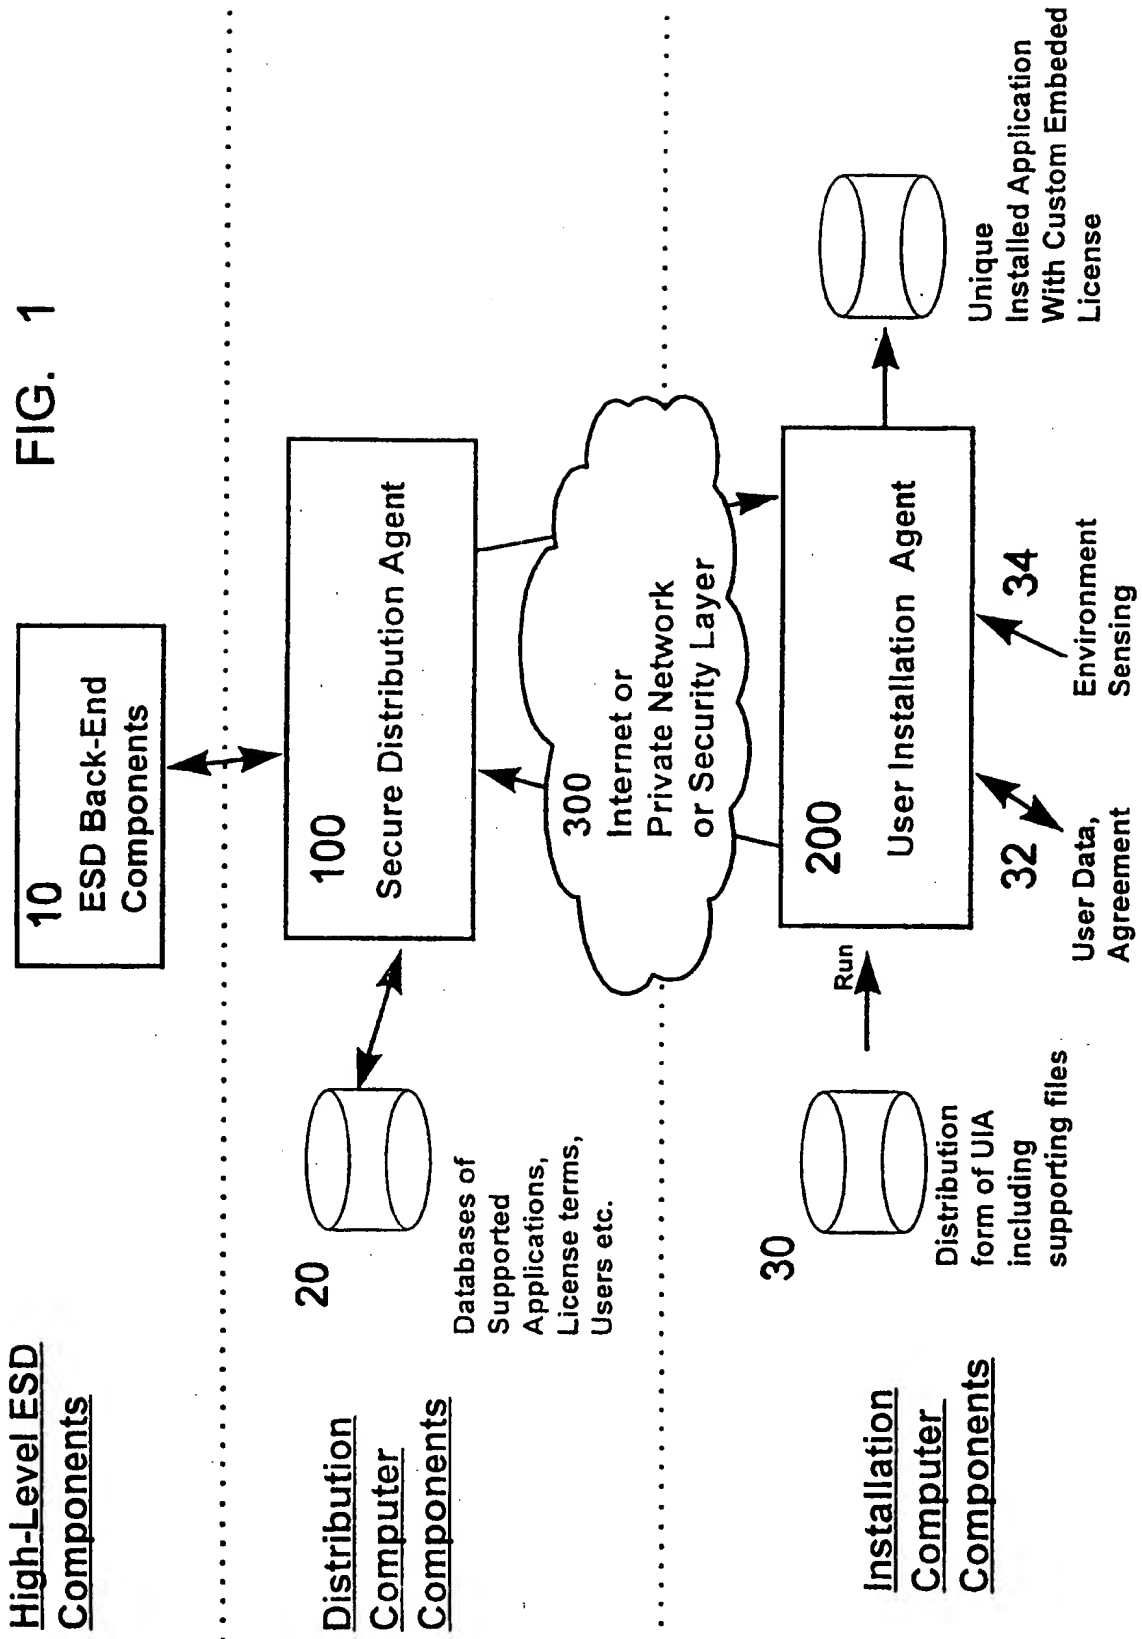 FIG. 1
High-Level ESD
Components
10
ESD Back-End
Components
Distribution
Computer
Components
20
Databases of
Supported
Applications,
License terms,
Users etc.
100
Secure Distribution Agent
300
Internet or
Private Network
or Security Layer
Installation
Computer
Components
30
Distribution
form of UIA
including
supporting files
Run
200
User Installation Agent
32
User Data,
Agreement
34
Environment
Sensing
Unique
Installed Application
With Custom Embeded
License